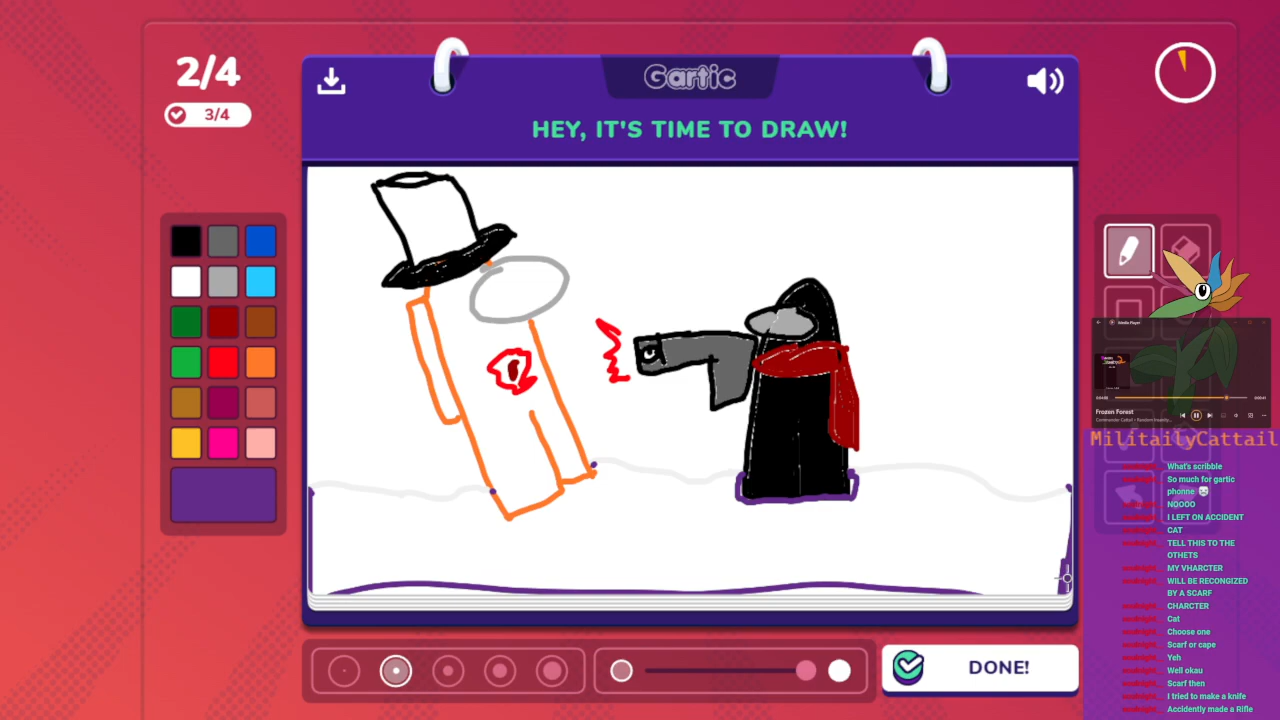 2/4
3/4
Gartic
HEY, IT'S TIME TO DRAW!
DONE!
Media Player
Frozen Forest
MilitailyCattail
What's scribble
So much for gartic
phonne
NOOOO
I LEFT ON ACCIDENT
CAT
TELL THIS TO THE
OTHETS
MY VHARCTER
WILL BE RECONGIZED
BY A SCARF
CHARCTER
Cat
Choose one
Scarf or cape
Yeh
Well okau
Scarf then
I tried to make a knife
Accidently made a Rifle